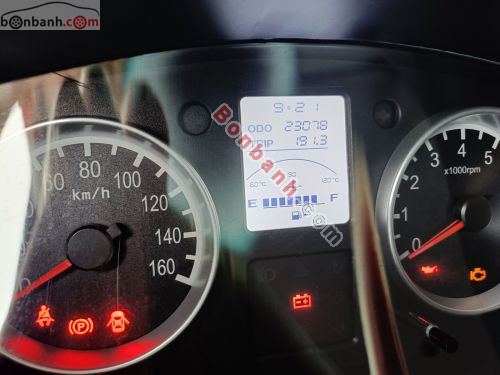 bonbanh.com
9:21
ODO 23078
TRIP 191.3
90
60°C 120°C
E F
60 80 100 120 140 160
km/h
0 1 2 3 4 5
x1000rpm
P
Bonbanh.com